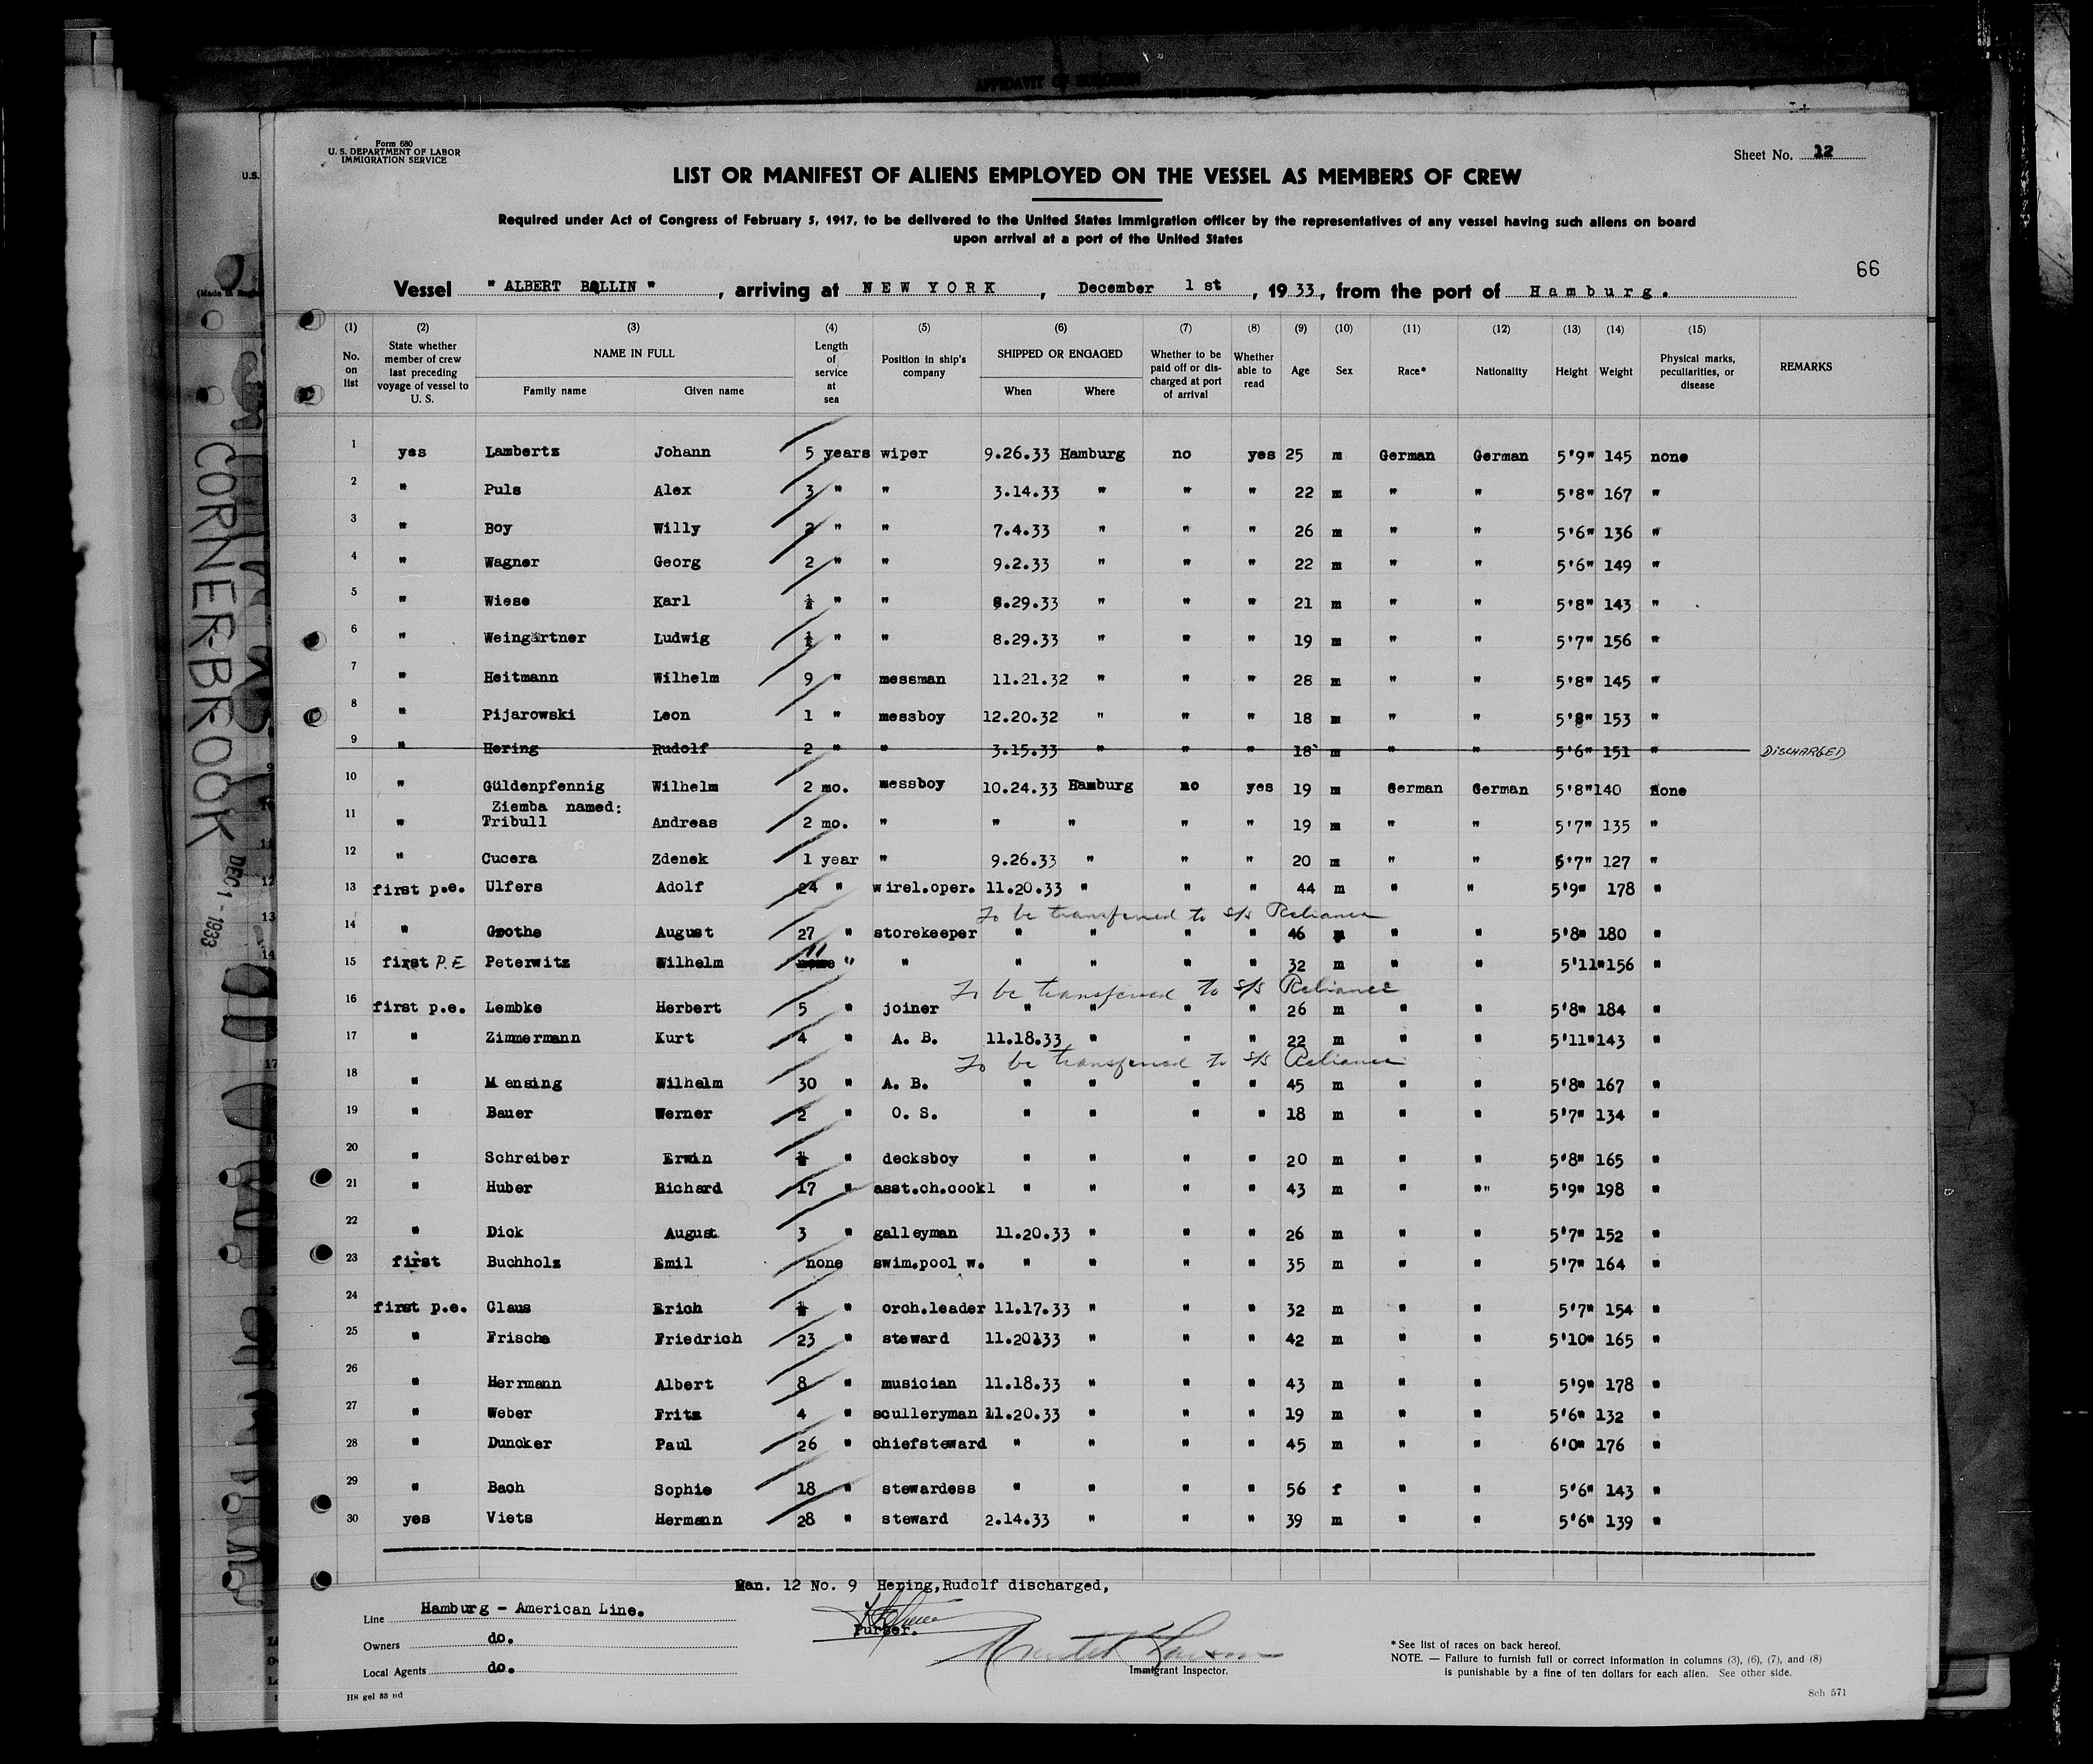 AFFIDAVIT OF SURGEON
Form 680
U. S. DEPARTMENT OF LABOR
IMMIGRATION SERVICE
Sheet No. 12
LIST OR MANIFEST OF ALIENS EMPLOYED ON THE VESSEL AS MEMBERS OF CREW
Required under Act of Congress of February 5, 1917, to be delivered to the United States Immigration officer by the representatives of any vessel having such aliens on board
upon arrival at a port of the United States
66
Vessel " ALBERT BALLIN " , arriving at NEW YORK , December 1 st , 19 33, from the port of Hamburg.
(1) (2) (3) (4) (5) (6) (7) (8) (9) (10) (11) (12) (13) (14) (15)
No. on list State whether member of crew last preceding voyage of vessel to U. S. NAME IN FULL Family name Given name Length of service at sea Position in ship's company SHIPPED OR ENGAGED When Where Whether to be paid off or discharged at port of arrival Whether able to read Age Sex Race* Nationality Height Weight Physical marks, peculiarities, or disease REMARKS
1 yes Lambertz Johann 5 years wiper 9.26.33 Hamburg no yes 25 m German German 5'9" 145 none
2 " Puls Alex 3 " " 3.14.33 " " " 22 m " " 5'8" 167 "
3 " Boy Willy 2 " " 7.4.33 " " " 26 m " " 5'6" 136 "
4 " Wagner Georg 2 " " 9.2.33 " " " 22 m " " 5'6" 149 "
5 " Wiese Karl ½ " " 8.29.33 " " " 21 m " " 5'8" 143 "
6 " Weingärtner Ludwig ½ " " 8.29.33 " " " 19 m " " 5'7" 156 "
7 " Heitmann Wilhelm 9 " messman 11.21.32 " " " 28 m " " 5'8" 145 "
8 " Pijarowski Leon 1 " messboy 12.20.32 " " " 18 m " " 5'8" 153 "
9 " Hering Rudolf 2 " " 3.15.33 " " " 18 m " " 5'6" 151 " DISCHARGED
10 " Güldenpfennig Wilhelm 2 mo. messboy 10.24.33 Hamburg no yes 19 m German German 5'8" 140 none
Ziemba named:
11 " Tribull Andreas 2 mo. " " " " " 19 m " " 5'7" 135 "
12 " Cucera Zdenek 1 year " 9.26.33 " " " 20 m " " 5'7" 127 "
13 first p.e. Ulfers Adolf 24 " wirel.oper. 11.20.33 " " " 44 m " " 5'9" 178 "
To be transferred to s/s Reliance
14 " Grothe August 27 " storekeeper " " " " 46 m " " 5'8" 180 "
15 first P.E Peterwitz Wilhelm 11 " " " " " " 32 m " " 5'11" 156 "
To be transferred to s/s Reliance
16 first p.e. Lembke Herbert 5 " joiner " " " " 26 m " " 5'8" 184 "
17 " Zimmermann Kurt 4 " A. B. 11.18.33 " " " 22 m " " 5'11" 143 "
To be transferred to s/s Reliance
18 " Mensing Wilhelm 30 " A. B. " " " " 45 m " " 5'8" 167 "
19 " Bauer Werner 2 " O. S. " " " " 18 m " " 5'7" 134 "
20 " Schreiber Erwin ½ " decksboy " " " " 20 m " " 5'8" 165 "
21 " Huber Richard 17 " asst.ch.cook1 " " " " 43 m " "" 5'9" 198 "
22 " Dick August 3 " galleyman 11.20.33 " " " 26 m " " 5'7" 152 "
23 first Buchholz Emil none swim.pool w. " " " " 35 m " " 5'7" 164 "
24 first p.e. Claus Erich ½ " orch.leader 11.17.33 " " " 32 m " " 5'7" 154 "
25 " Frische Friedrich 23 " steward 11.20133 " " " 42 m " " 5'10" 165 "
26 " Herrmann Albert 8 " musician 11.18.33 " " " 43 m " " 5'9" 178 "
27 " Weber Fritz 4 " sculleryman 11.20.33 " " " 19 m " " 5'6" 132 "
28 " Duncker Paul 26 " chiefsteward " " " " 45 m " " 6'0" 176 "
29 " Bach Sophie 18 " stewardess " " " " 56 f " " 5'6" 143 "
30 yes Viets Hermann 28 " steward 2.14.33 " " " 39 m " " 5'6" 139 "
Man. 12 No. 9 Hering,Rudolf discharged,
Line Hamburg - American Line.
Purser.
Owners do.
Local Agents do.
Immigrant Inspector.
* See list of races on back hereof.
NOTE. — Failure to furnish full or correct information in columns (3), (6), (7), and (8)
is punishable by a fine of ten dollars for each alien. See other side.
HS gel 33 nd
Sch 571
U.S.
CORNERBROOK
DEC 1 - 1933